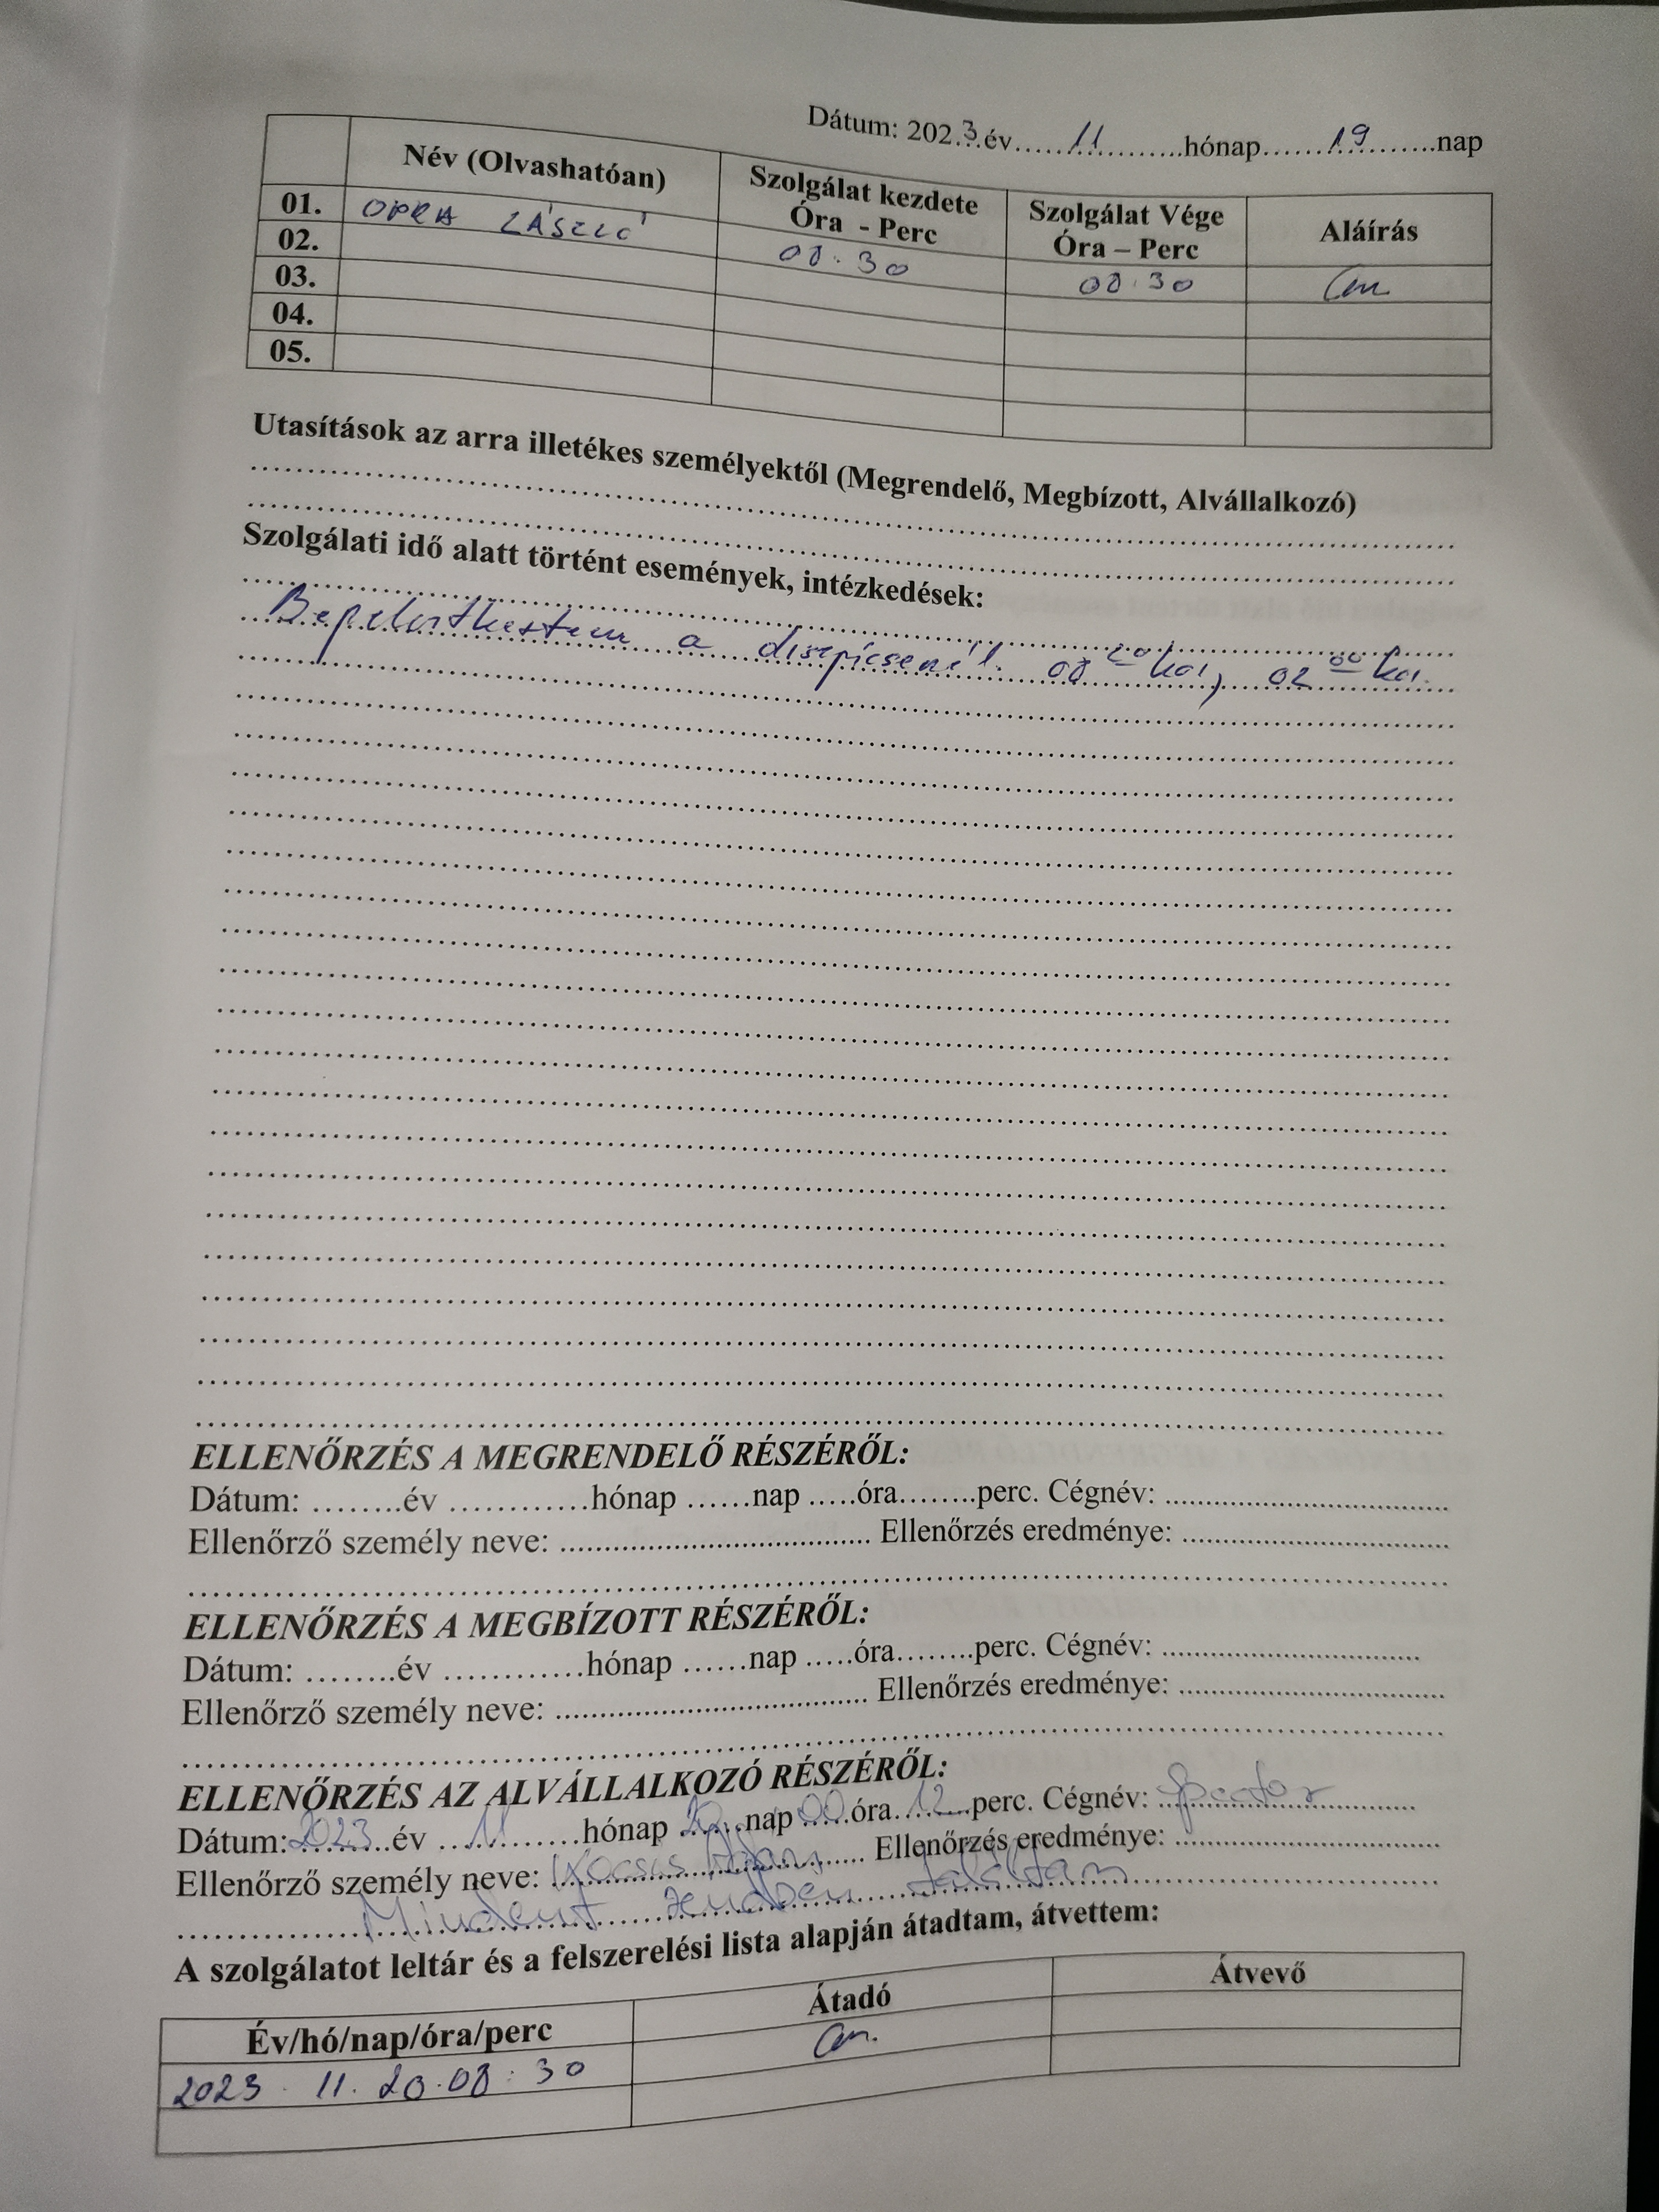 Dátum: 2023 év 11 hónap 19 nap
Név (Olvashatóan) Szolgálat kezdete Óra - Perc Szolgálat Vége Óra – Perc Aláírás
01. OPRA LÁSZLÓ 08.30 08.30
02.
03.
04.
05.
Utasítások az arra illetékes személyektől (Megrendelő, Megbízott, Alvállalkozó)
Szolgálati idő alatt történt események, intézkedések:
a 08 20 kor, 02 00 kor.
ELLENŐRZÉS A MEGRENDELŐ RÉSZÉRŐL:
Dátum: ........év ............hónap ......nap .....óra........perc. Cégnév: ........
Ellenőrző személy neve: ........ Ellenőrzés eredménye: ........
ELLENŐRZÉS A MEGBÍZOTT RÉSZÉRŐL:
Dátum: ........év ............hónap ......nap .....óra........perc. Cégnév: ........
Ellenőrző személy neve: ........ Ellenőrzés eredménye: ........
ELLENŐRZÉS AZ ALVÁLLALKOZÓ RÉSZÉRŐL:
Dátum: 2023 év 11 hónap 20 nap 00 óra 12 perc. Cégnév:
Ellenőrző személy neve: Kocsis Ellenőrzés eredménye:
Mindent rendben találtam
A szolgálatot leltár és a felszerelési lista alapján átadtam, átvettem:
Év/hó/nap/óra/perc Átadó Átvevő
2023. 11. 20. 08:30